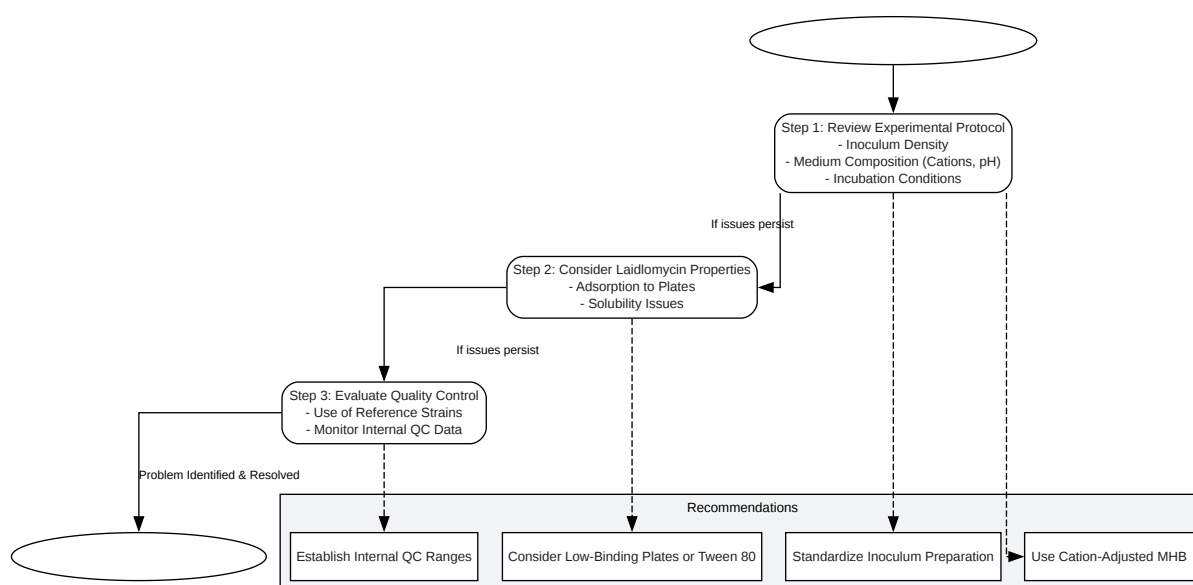 Step 1: Review Experimental Protocol
- Inoculum Density
- Medium Composition (Cations, pH)
- Incubation Conditions
If issues persist
Step 2: Consider Laidlomycin Properties
- Adsorption to Plates
- Solubility Issues
If issues persist
Step 3: Evaluate Quality Control
- Use of Reference Strains
- Monitor Internal QC Data
Problem Identified & Resolved
Recommendations
Establish Internal QC Ranges
Consider Low-Binding Plates or Tween 80
Standardize Inoculum Preparation
Use Cation-Adjusted MHB